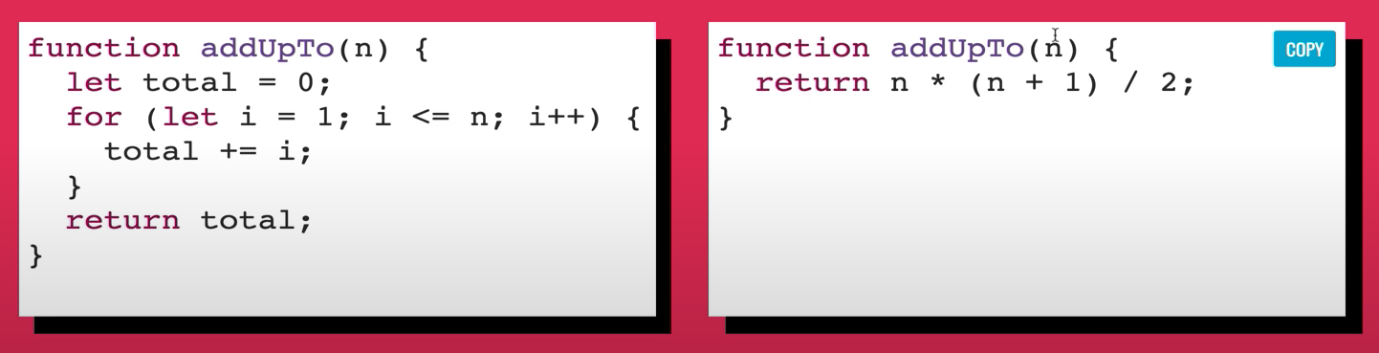 function addUpTo(n) {
  let total = 0;
  for (let i = 1; i <= n; i++) {
    total += i;
  }
  return total;
}
function addUpTo(n) {
  return n * (n + 1) / 2;
}
COPY